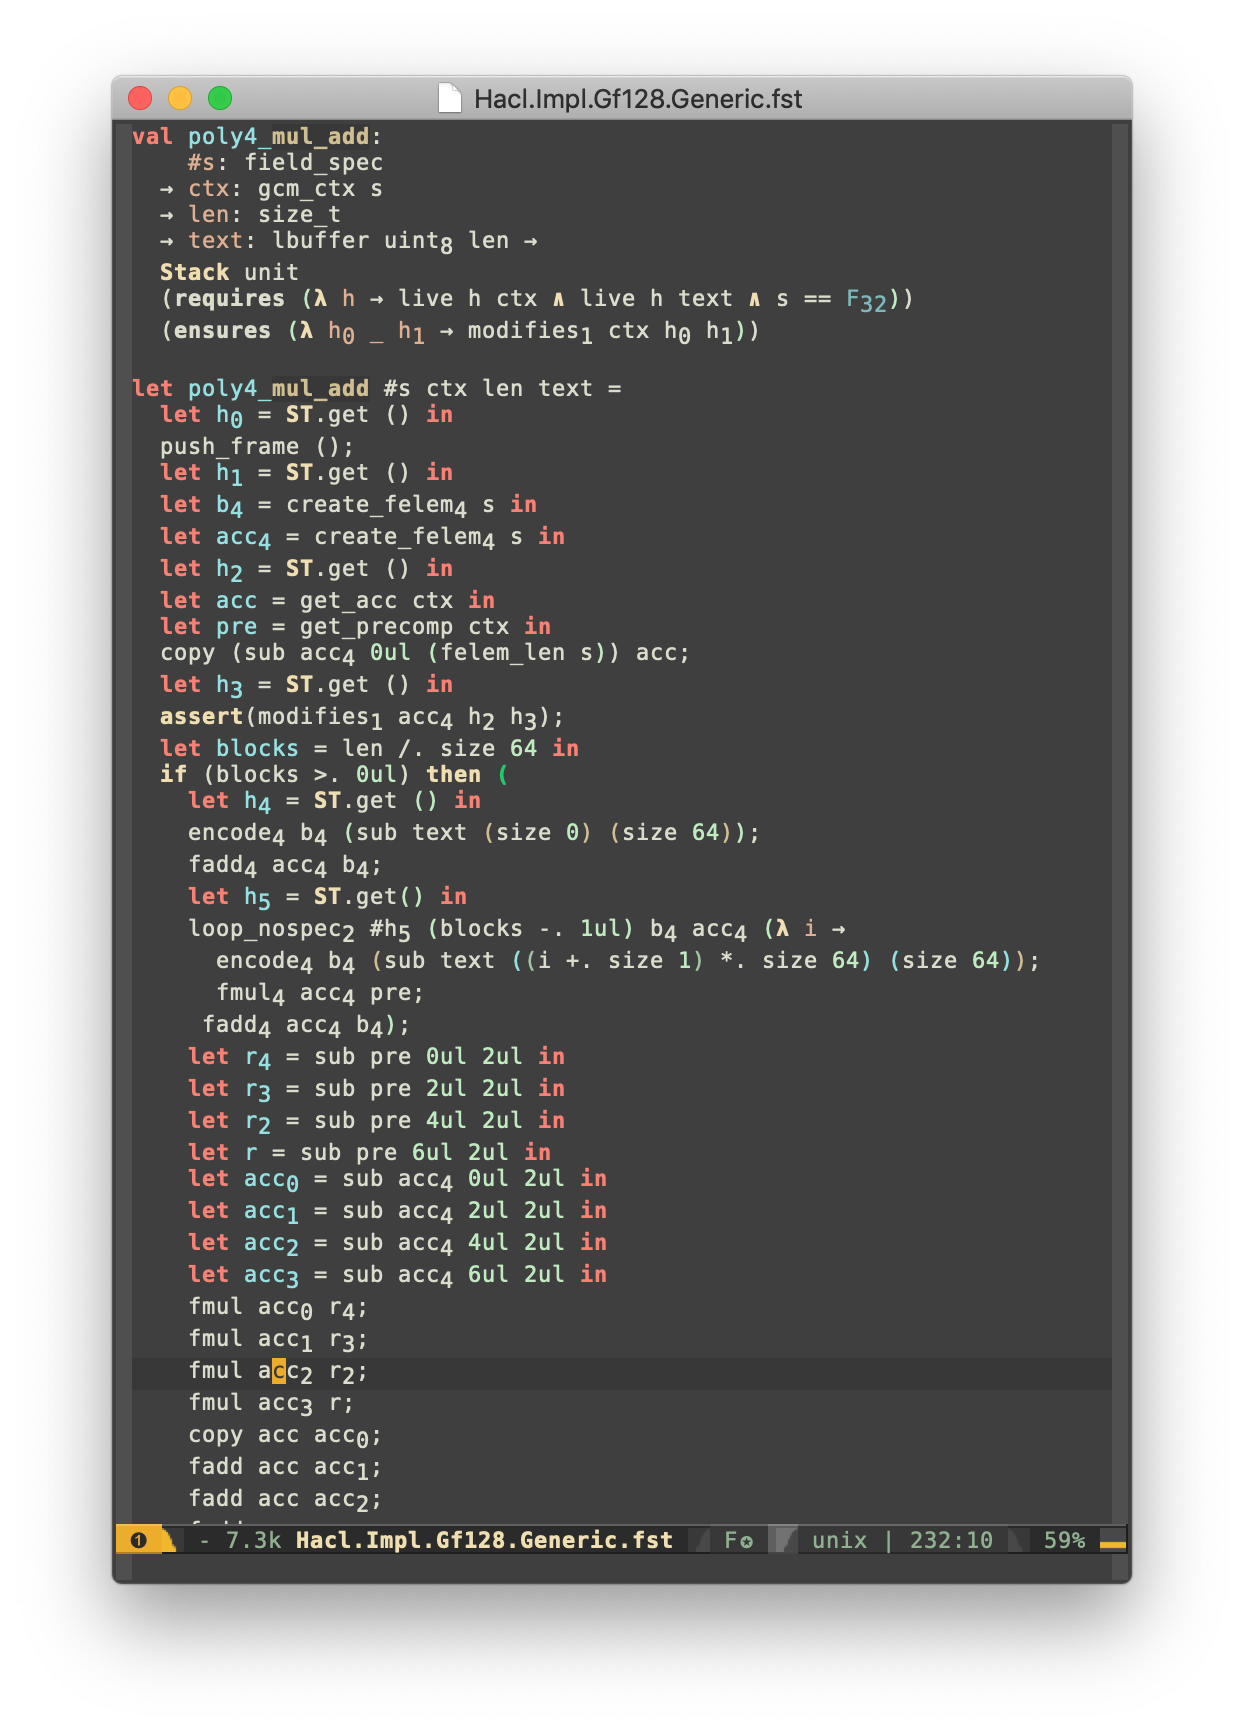 Hacl.Impl.Gf128.Generic.fst
val poly4_mul_add:
    #s: field_spec
  → ctx: gcm_ctx s
  → len: size_t
  → text: lbuffer uint₈ len →
  Stack unit
  (requires (λ h → live h ctx ∧ live h text ∧ s == F₃₂))
  (ensures (λ h₀ _ h₁ → modifies₁ ctx h₀ h₁))

let poly4_mul_add #s ctx len text =
  let h₀ = ST.get () in
  push_frame ();
  let h₁ = ST.get () in
  let b₄ = create_felem₄ s in
  let acc₄ = create_felem₄ s in
  let h₂ = ST.get () in
  let acc = get_acc ctx in
  let pre = get_precomp ctx in
  copy (sub acc₄ 0ul (felem_len s)) acc;
  let h₃ = ST.get () in
  assert(modifies₁ acc₄ h₂ h₃);
  let blocks = len /. size 64 in
  if (blocks >. 0ul) then (
    let h₄ = ST.get () in
    encode₄ b₄ (sub text (size 0) (size 64));
    fadd₄ acc₄ b₄;
    let h₅ = ST.get() in
    loop_nospec₂ #h₅ (blocks -. 1ul) b₄ acc₄ (λ i →
      encode₄ b₄ (sub text ((i +. size 1) *. size 64) (size 64));
      fmul₄ acc₄ pre;
     fadd₄ acc₄ b₄);
    let r₄ = sub pre 0ul 2ul in
    let r₃ = sub pre 2ul 2ul in
    let r₂ = sub pre 4ul 2ul in
    let r = sub pre 6ul 2ul in
    let acc₀ = sub acc₄ 0ul 2ul in
    let acc₁ = sub acc₄ 2ul 2ul in
    let acc₂ = sub acc₄ 4ul 2ul in
    let acc₃ = sub acc₄ 6ul 2ul in
    fmul acc₀ r₄;
    fmul acc₁ r₃;
    fmul acc₂ r₂;
    fmul acc₃ r;
    copy acc acc₀;
    fadd acc acc₁;
    fadd acc acc₂;
❶ - 7.3k Hacl.Impl.Gf128.Generic.fst F✪ unix | 232:10 59%